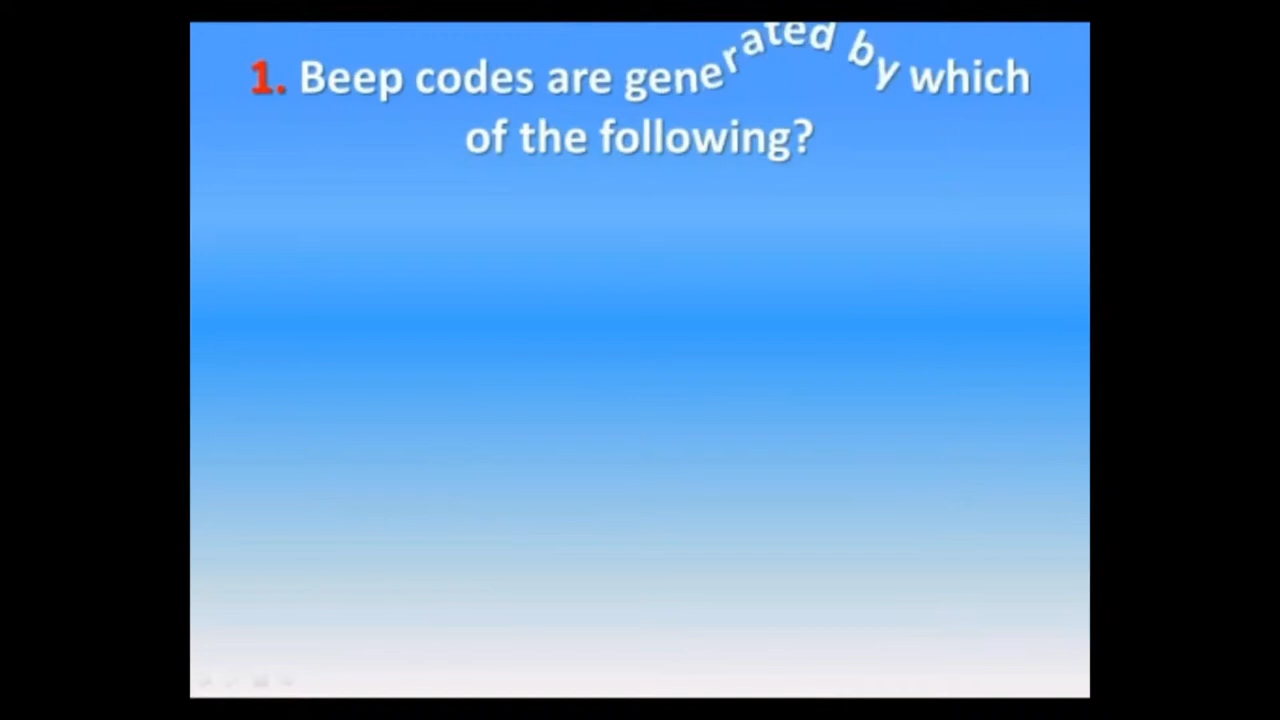 1. Beep codes are generated by which
of the following?